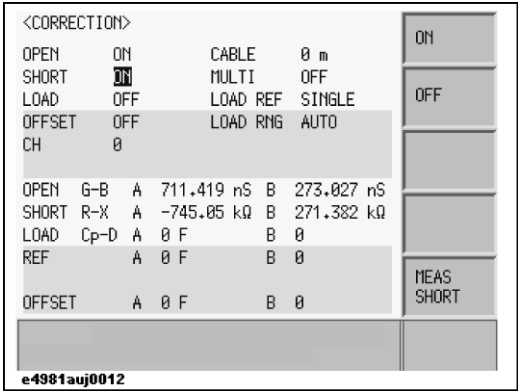 <CORRECTION>
OPEN ON CABLE 0 m
SHORT ON MULTI OFF
LOAD OFF LOAD REF SINGLE
OFFSET OFF LOAD RNG AUTO
CH 0
OPEN G-B A 711.419 nS B 273.027 nS
SHORT R-X A -745.05 kΩ B 271.382 kΩ
LOAD Cp-D A 0 F B 0
REF A 0 F B 0
OFFSET A 0 F B 0
ON
OFF
MEAS
SHORT
e4981auj0012